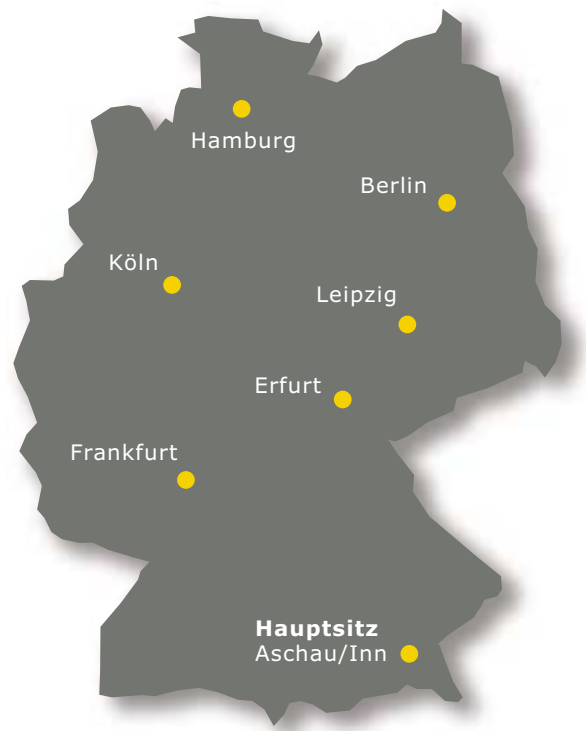 Hamburg
Berlin
Köln
Leipzig
Erfurt
Frankfurt
Hauptsitz
Aschau/Inn